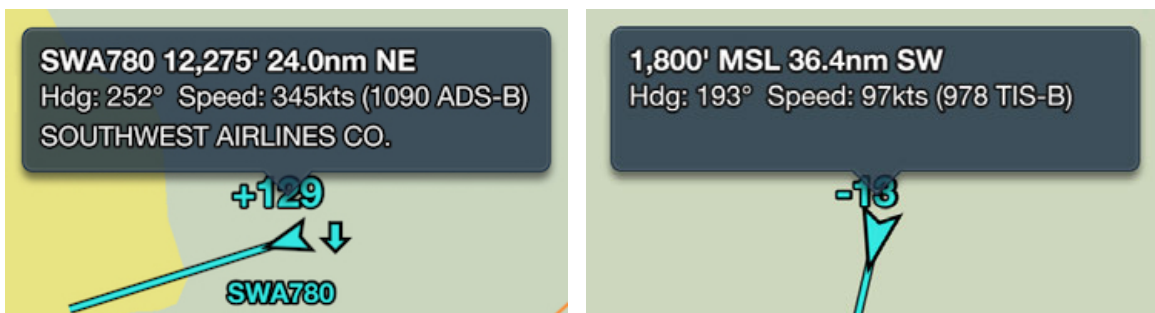 SWA780 12,275' 24.0nm NE
Hdg: 252° Speed: 345kts (1090 ADS-B)
SOUTHWEST AIRLINES CO.
+129
SWA780
1,800' MSL 36.4nm SW
Hdg: 193° Speed: 97kts (978 TIS-B)
-13